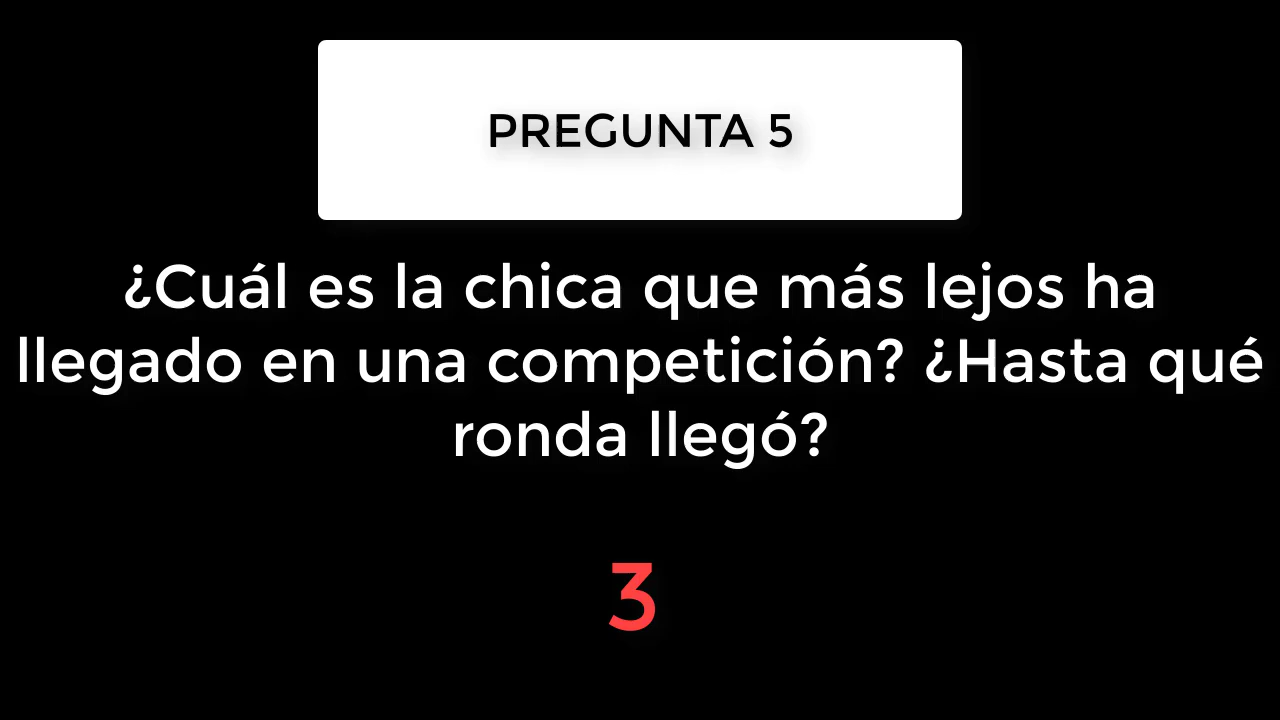 PREGUNTA 5
¿Cuál es la chica que más lejos ha
llegado en una competición? ¿Hasta qué
ronda llegó?
3